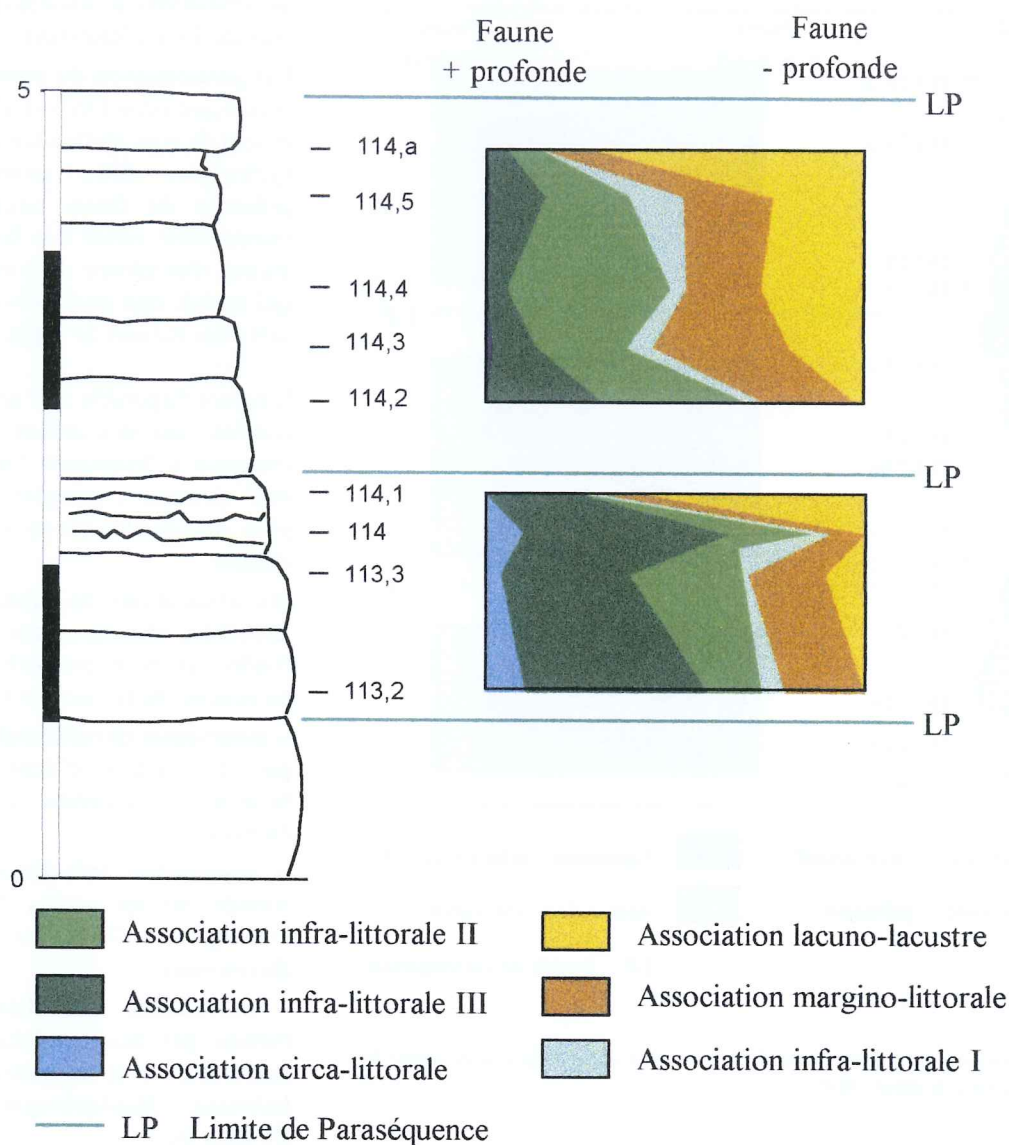 Faune
+ profonde
Faune
- profonde
5
LP
114,a
114,5
114,4
114,3
114,2
LP
114,1
114
113,3
113,2
LP
0
Association infra-littorale II
Association lacuno-lacustre
Association infra-littorale III
Association margino-littorale
Association circa-littorale
Association infra-littorale I
LP Limite de Paraséquence